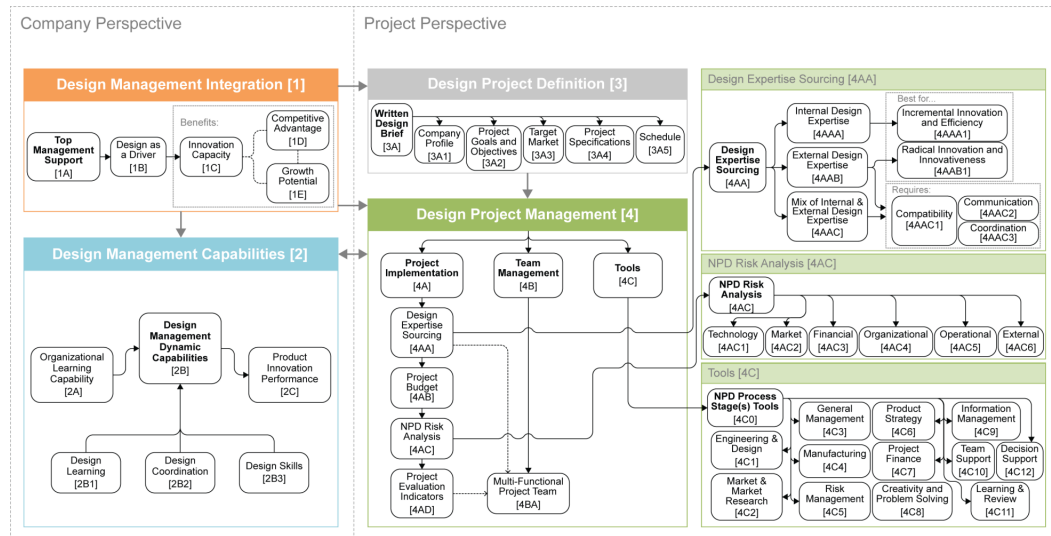 Company Perspective
Project Perspective
Design Management Integration [1]
Top
Management
Support
[1A]
Design as
a Driver
[1B]
Benefits:
Innovation
Capacity
[1C]
Competitive
Advantage
[1D]
Growth
Potential
[1E]
Design Management Capabilities [2]
Organizational
Learning
Capability
[2A]
Design
Management
Dynamic
Capabilities
[2B]
Product
Innovation
Performance
[2C]
Design
Learning
[2B1]
Design
Coordination
[2B2]
Design Skills
[2B3]
Design Project Definition [3]
Written
Design
Brief
[3A]
Company
Profile
[3A1]
Project
Goals and
Objectives
[3A2]
Target
Market
[3A3]
Project
Specifications
[3A4]
Schedule
[3A5]
Design Project Management [4]
Project
Implementation
[4A]
Team
Management
[4B]
Tools
[4C]
Design
Expertise
Sourcing
[4AA]
Project
Budget
[4AB]
NPD Risk
Analysis
[4AC]
Project
Evaluation
Indicators
[4AD]
Multi-Functional
Project Team
[4BA]
Design Expertise Sourcing [4AA]
Design
Expertise
Sourcing
[4AA]
Internal Design
Expertise
[4AAA]
External Design
Expertise
[4AAB]
Mix of Internal &
External Design
Expertise
[4AAC]
Best for...
Incremental Innovation
and Efficiency
[4AAA1]
Radical Innovation and
Innovativeness
[4AAB1]
Requires:
Compatibility
[4AAC1]
Communication
[4AAC2]
Coordination
[4AAC3]
NPD Risk Analysis [4AC]
NPD Risk
Analysis
[4AC]
Technology
[4AC1]
Market
[4AC2]
Financial
[4AC3]
Organizational
[4AC4]
Operational
[4AC5]
External
[4AC6]
Tools [4C]
NPD Process
Stage(s) Tools
[4C0]
Engineering &
Design
[4C1]
Market &
Market
Research
[4C2]
General
Management
[4C3]
Manufacturing
[4C4]
Risk
Management
[4C5]
Product
Strategy
[4C6]
Project
Finance
[4C7]
Creativity and
Problem Solving
[4C8]
Information
Management
[4C9]
Team
Support
[4C10]
Decision
Support
[4C12]
Learning &
Review
[4C11]